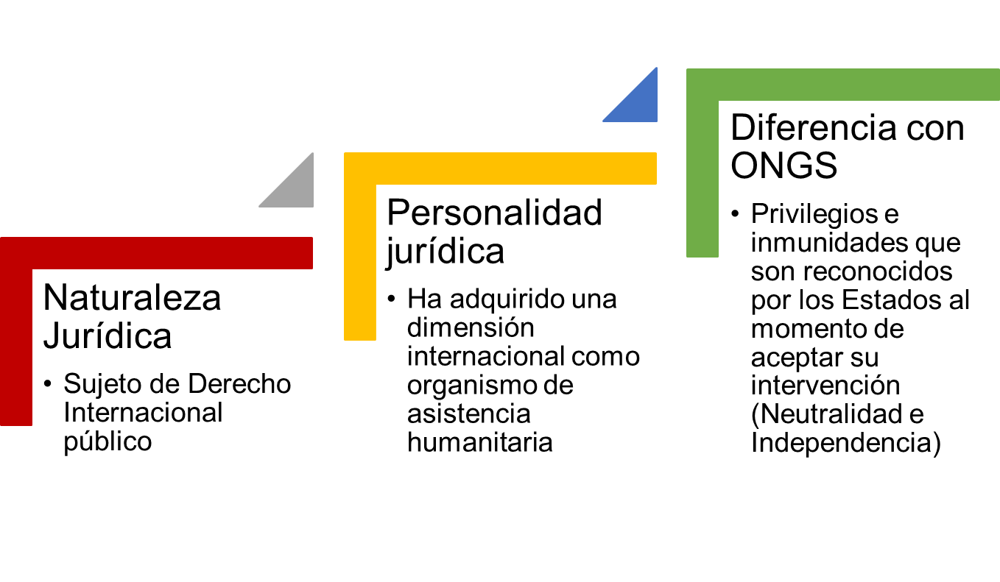 Naturaleza
Jurídica
• Sujeto de Derecho
Internacional
público
Personalidad
jurídica
• Ha adquirido una
dimensión
internacional como
organismo de
asistencia
humanitaria
Diferencia con
ONGS
• Privilegios e
inmunidades que
son reconocidos
por los Estados al
momento de
aceptar su
intervención
(Neutralidad e
Independencia)